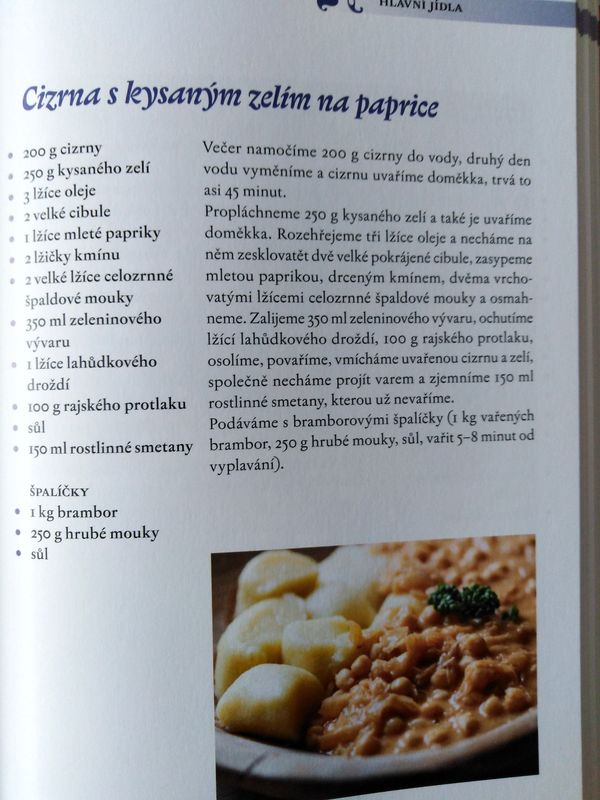 HLAVNÍ JÍDLA
Cizrna s kysaným zelím na paprice
200 g cizrny
250 g kysaného zelí
3 lžíce oleje
2 velké cibule
1 lžíce mleté papriky
2 lžičky kmínu
2 velké lžíce celozrnné
špaldové mouky
350 ml zeleninového
vývaru
1 lžíce lahůdkového
droždí
100 g rajského protlaku
sůl
150 ml rostlinné smetany
ŠPALÍČKY
1 kg brambor
250 g hrubé mouky
sůl
Večer namočíme 200 g cizrny do vody, druhý den
vodu vyměníme a cizrnu uvaříme doměkka, trvá to
asi 45 minut.
Propláchneme 250 g kysaného zelí a také je uvaříme
doměkka. Rozehřejeme tři lžíce oleje a necháme na
něm zesklovatět dvě velké pokrájené cibule, zasypeme
mletou paprikou, drceným kmínem, dvěma vrcho-
vatými lžícemi celozrnné špaldové mouky a osmah-
neme. Zalijeme 350 ml zeleninového vývaru, ochutíme
lžící lahůdkového droždí, 100 g rajského protlaku,
osolíme, povaříme, vmícháme uvařenou cizrnu a zelí,
společně necháme projít varem a zjemníme 150 ml
rostlinné smetany, kterou už nevaříme.
Podáváme s bramborovými špalíčky (1 kg vařených
brambor, 250 g hrubé mouky, sůl, vařit 5–8 minut od
vyplavání).